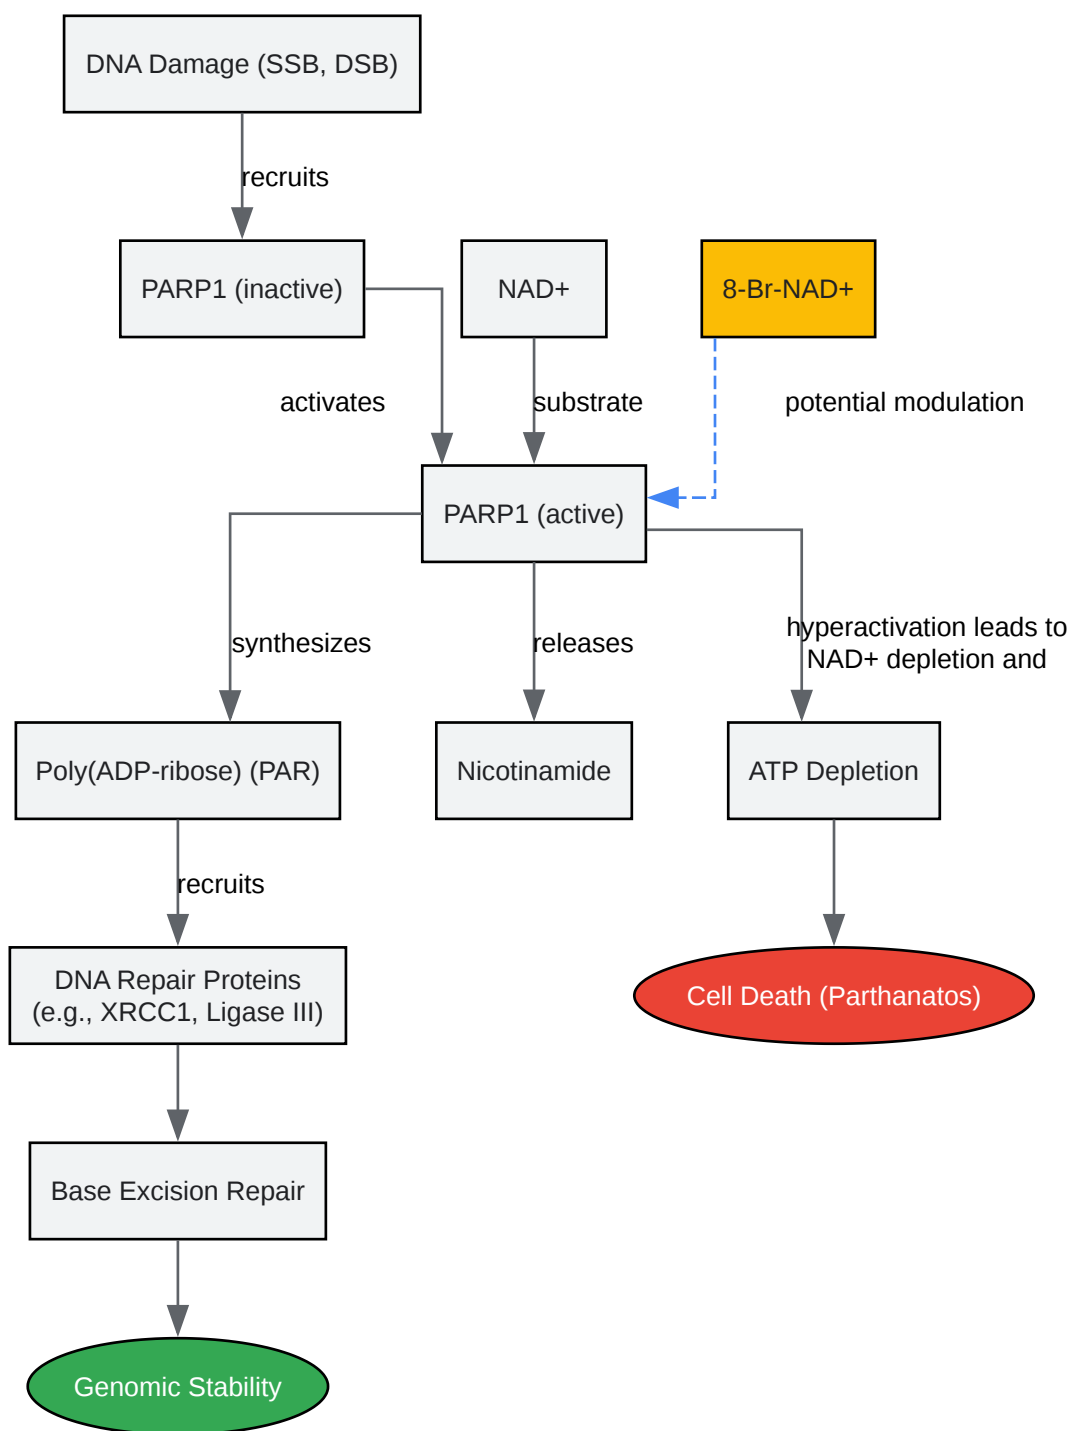 DNA Damage (SSB, DSB)
recruits
PARP1 (inactive)
NAD+
8-Br-NAD+
activates
substrate
potential modulation
PARP1 (active)
synthesizes
releases
hyperactivation leads to
NAD+ depletion and
Poly(ADP-ribose) (PAR)
Nicotinamide
ATP Depletion
recruits
DNA Repair Proteins
(e.g., XRCC1, Ligase III)
Cell Death (Parthanatos)
Base Excision Repair
Genomic Stability